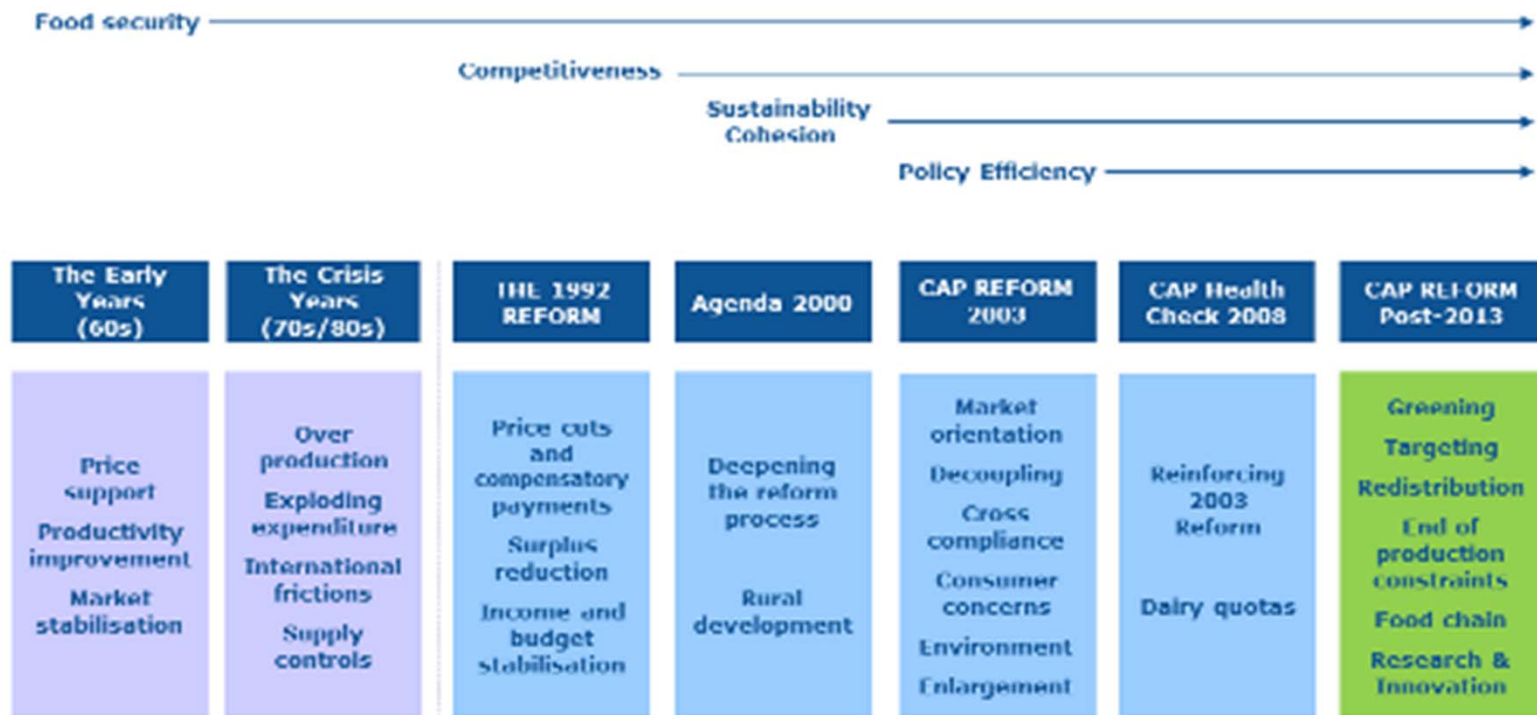 Food security
Competitiveness
Sustainability
Cohesion
Policy Efficiency
The Early
Years
(60s)
The Crisis
Years
(70s/80s)
THE 1992
REFORM
Agenda 2000
CAP REFORM
2003
CAP Health
Check 2008
CAP REFORM
Post-2013
Price
support
Productivity
improvement
Market
stabilisation
Over
production
Exploding
expenditure
International
frictions
Supply
controls
Price cuts
and
compensatory
payments
Surplus
reduction
Income and
budget
stabilisation
Deepening
the reform
process
Rural
development
Market
orientation
Decoupling
Cross
compliance
Consumer
concerns
Environment
Enlargement
Reinforcing
2003
Reform
Dairy quotas
Greening
Targeting
Redistribution
End of
production
constraints
Food chain
Research &
Innovation